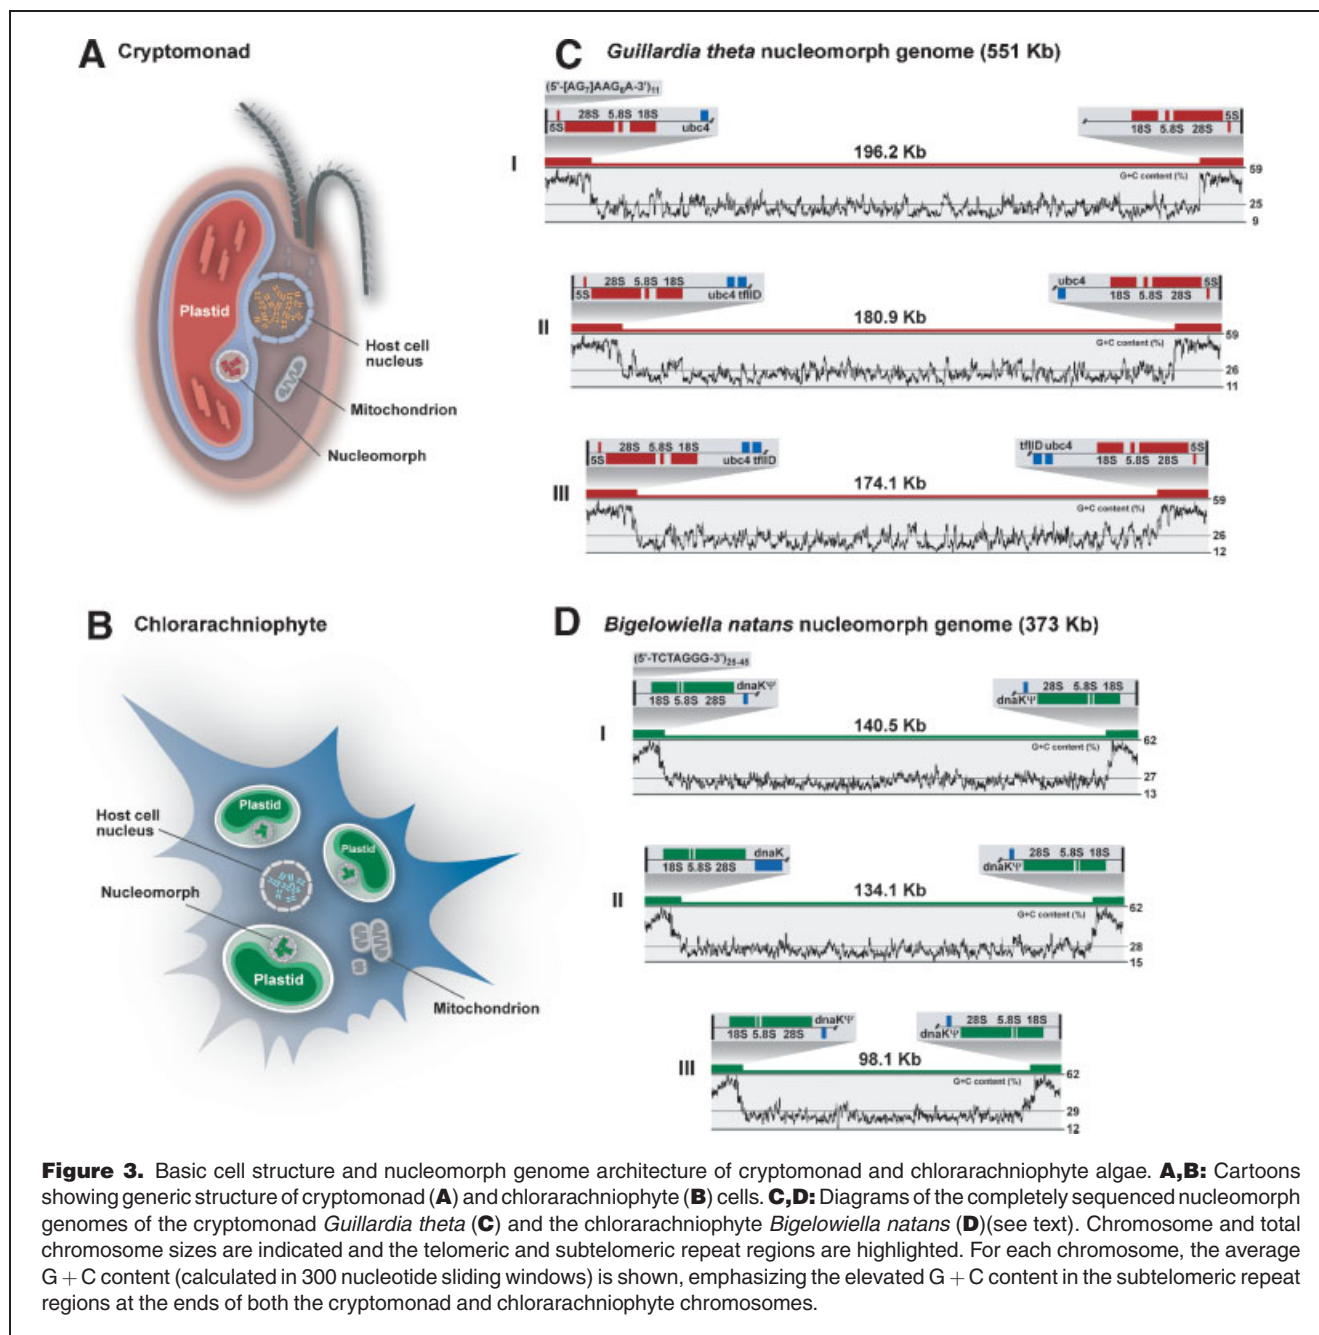 A Cryptomonad
Plastid
Host cell
nucleus
Mitochondrion
Nucleomorph
C Guillardia theta nucleomorph genome (551 Kb)
(5'-[AG7]AAG6A-3')11
28S 5.8S 18S
5S ubc4
5S
18S 5.8S 28S
I
196.2 Kb
G+C content (%)
59
25
9
28S 5.8S 18S
5S ubc4 tfIID
ubc4 5S
18S 5.8S 28S
II
180.9 Kb
G+C content (%)
59
26
11
28S 5.8S 18S
5S ubc4 tfIID
tfIID ubc4 5S
18S 5.8S 28S
III
174.1 Kb
G+C content (%)
59
26
12
B Chlorarachniophyte
Plastid
Host cell
nucleus
Plastid
Nucleomorph
Plastid
Mitochondrion
D Bigelowiella natans nucleomorph genome (373 Kb)
(5'-TCTAGGG-3')25-45
dnaKΨ
18S 5.8S 28S
28S 5.8S 18S
dnaKΨ
I
140.5 Kb
G+C content (%)
62
27
13
dnaK
18S 5.8S 28S
28S 5.8S 18S
dnaKΨ
II
134.1 Kb
G+C content (%)
62
28
15
dnaKΨ
18S 5.8S 28S
28S 5.8S 18S
dnaKΨ
III
98.1 Kb
G+C content (%)
62
29
12
Figure 3. Basic cell structure and nucleomorph genome architecture of cryptomonad and chlorarachniophyte algae. A,B: Cartoons
showing generic structure of cryptomonad (A) and chlorarachniophyte (B) cells. C,D: Diagrams of the completely sequenced nucleomorph
genomes of the cryptomonad Guillardia theta (C) and the chlorarachniophyte Bigelowiella natans (D)(see text). Chromosome and total
chromosome sizes are indicated and the telomeric and subtelomeric repeat regions are highlighted. For each chromosome, the average
G + C content (calculated in 300 nucleotide sliding windows) is shown, emphasizing the elevated G + C content in the subtelomeric repeat
regions at the ends of both the cryptomonad and chlorarachniophyte chromosomes.